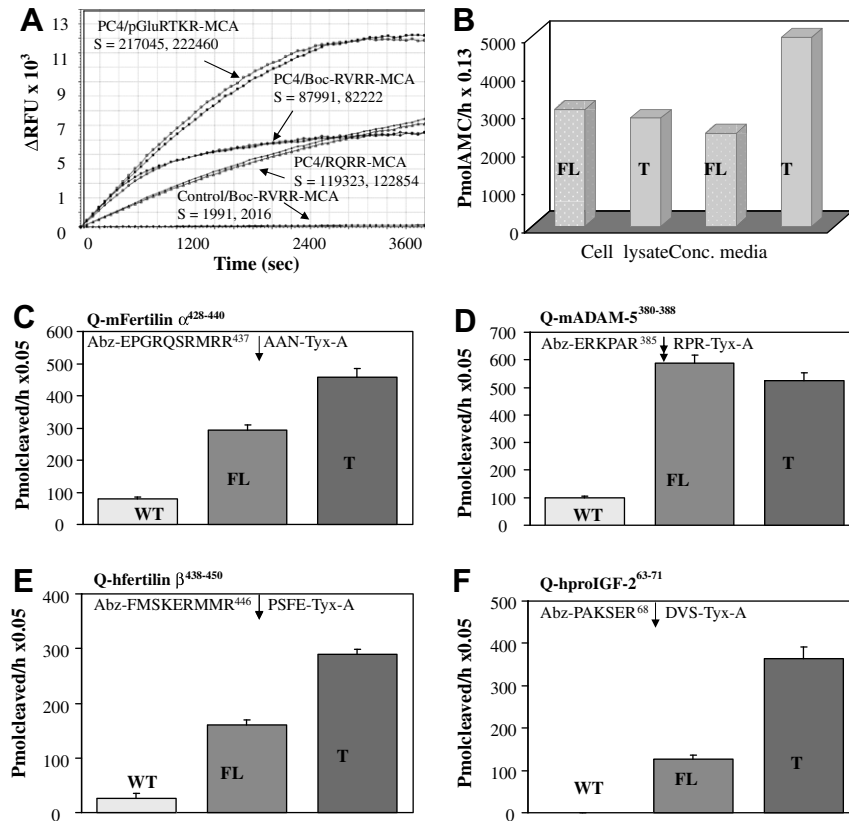 A
ΔRFU x 10³
13
11
9
7
5
3
1
0
PC4/pGluRTKR-MCA
S = 217045, 222460
PC4/Boc-RVRR-MCA
S = 87991, 82222
PC4/RQRR-MCA
S = 119323, 122854
Control/Boc-RVRR-MCA
S = 1991, 2016
0 1200 2400 3600
Time (sec)
B
PmolAMC/h x 0.13
5000
4000
3000
2000
1000
0
FL T FL T
Cell lysateConc. media
C
Q-mFertilin α⁴²⁸⁻⁴⁴⁰
Abz-EPGRQSRMRR⁴³⁷ AAN-Tyx-A
Pmolcleaved/h x0.05
600
500
400
300
200
100
0
WT FL T
D
Q-mADAM-5³⁸⁰⁻³⁸⁸
Abz-ERKPAR³⁸⁵ RPR-Tyx-A
Pmolcleaved/h x0.05
700
600
500
400
300
200
100
0
WT FL T
E
Q-hfertilin β⁴³⁸⁻⁴⁵⁰
Abz-FMSKERMMR⁴⁴⁶ PSFE-Tyx-A
Pmolcleaved/h x0.05
400
300
200
100
0
WT FL T
F
Q-hproIGF-2⁶³⁻⁷¹
Abz-PAKSER⁶⁸ DVS-Tyx-A
Pmolcleaved/h x0.05
500
400
300
200
100
0
WT FL T